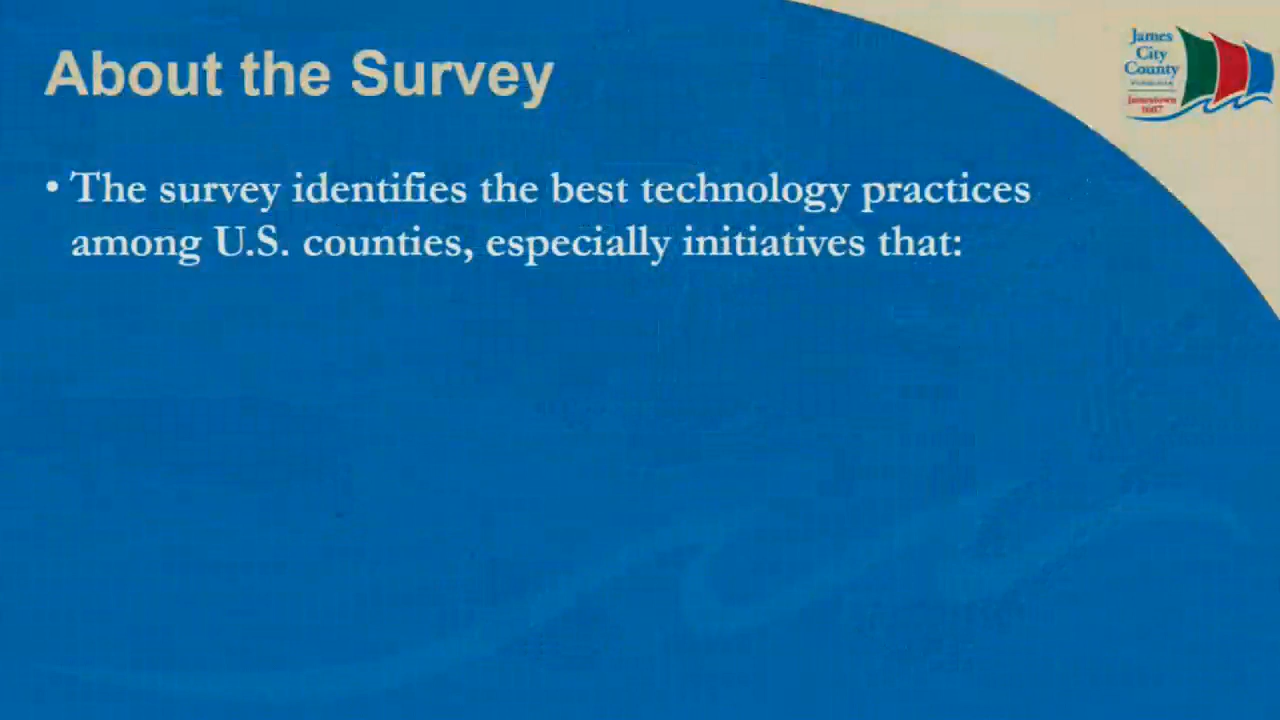 About the Survey
James
City
County
Jamestown
1607
• The survey identifies the best technology practices
among U.S. counties, especially initiatives that: